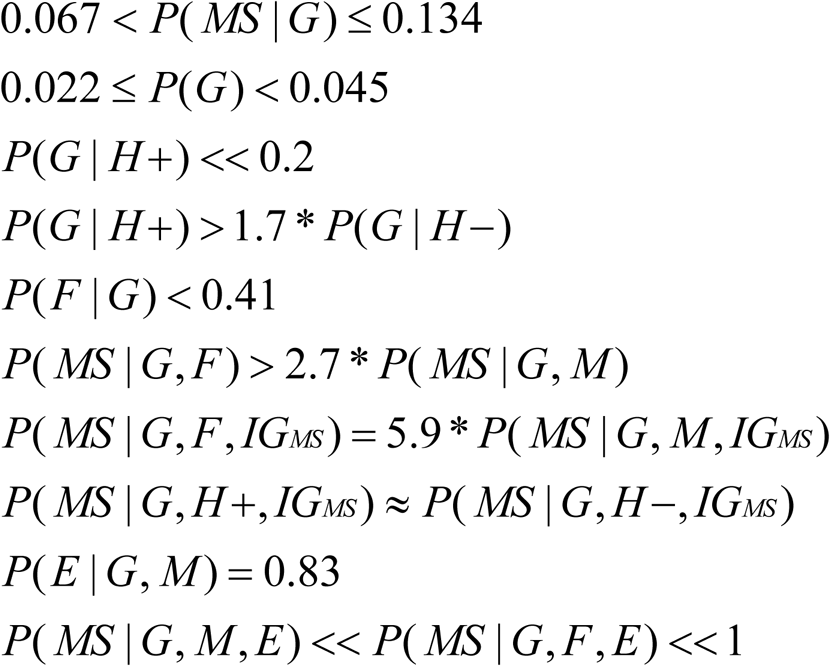 0.067 < P(MS | G) ≤ 0.134
0.022 ≤ P(G) < 0.045
P(G | H+) << 0.2
P(G | H+) > 1.7 * P(G | H−)
P(F | G) < 0.41
P(MS | G, F) > 2.7 * P(MS | G, M)
P(MS | G, F, IGMS) = 5.9 * P(MS | G, M, IGMS)
P(MS | G, H+, IGMS) ≈ P(MS | G, H−, IGMS)
P(E | G, M) = 0.83
P(MS | G, M, E) << P(MS | G, F, E) << 1